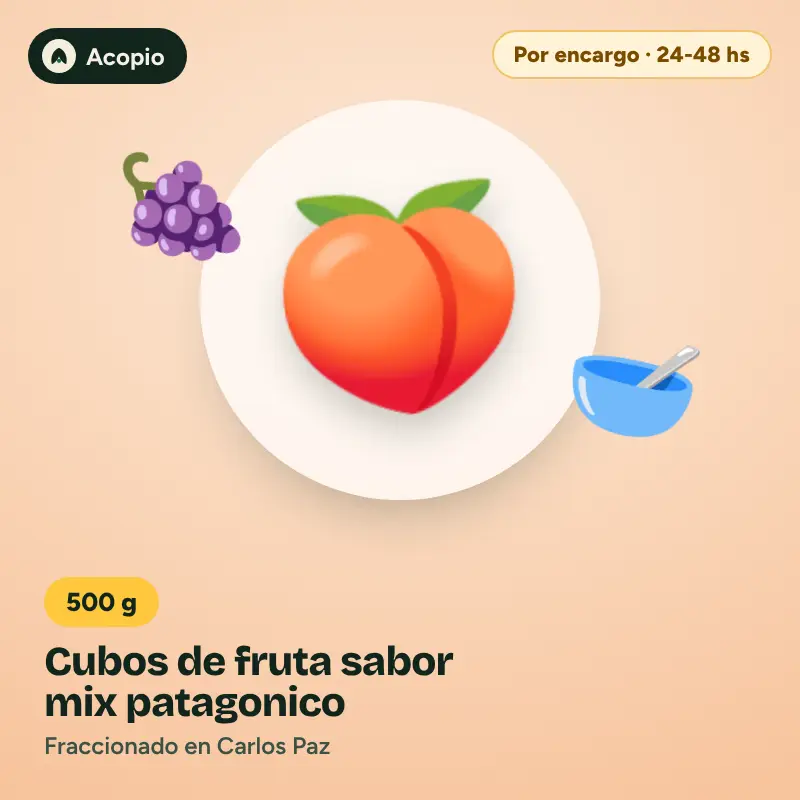 Acopio
Por encargo · 24-48 hs
500 g
Cubos de fruta sabor
mix patagonico
Fraccionado en Carlos Paz